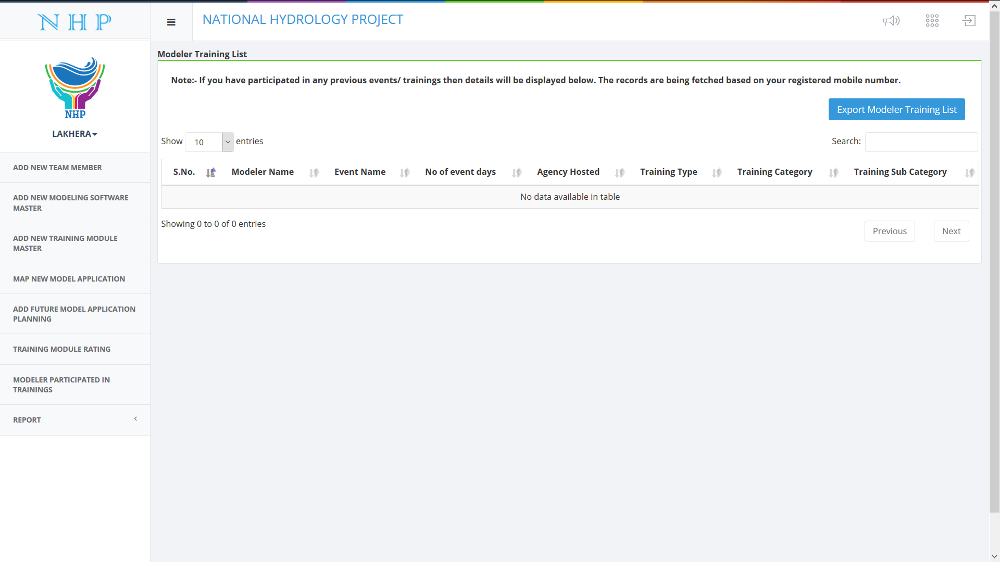 N H P
NATIONAL HYDROLOGY PROJECT
NHP
LAKHERA
ADD NEW TEAM MEMBER
ADD NEW MODELING SOFTWARE
MASTER
ADD NEW TRAINING MODULE
MASTER
MAP NEW MODEL APPLICATION
ADD FUTURE MODEL APPLICATION
PLANNING
TRAINING MODULE RATING
MODELER PARTICIPATED IN
TRAININGS
REPORT
Modeler Training List
Note:- If you have participated in any previous events/ trainings then details will be displayed below. The records are being fetched based on your registered mobile number.
Export Modeler Training List
Show 10 entries
Search:
S.No. Modeler Name Event Name No of event days Agency Hosted Training Type Training Category Training Sub Category
No data available in table
Showing 0 to 0 of 0 entries
Previous Next